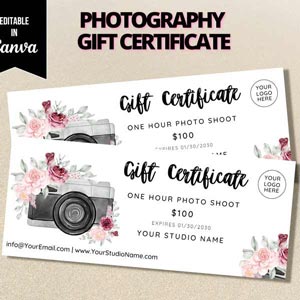 EDITABLE
IN
Canva
PHOTOGRAPHY
GIFT CERTIFICATE
Gift Certificate
YOUR
LOGO
HERE
ONE HOUR PHOTO SHOOT
$100
EXPIRES 01/30/2030
Gift Certificate
YOUR
LOGO
HERE
ONE HOUR PHOTO SHOOT
$100
EXPIRES 01/30/2030
YOUR STUDIO NAME
info@YourEmail.com | www.YourStudioName.com